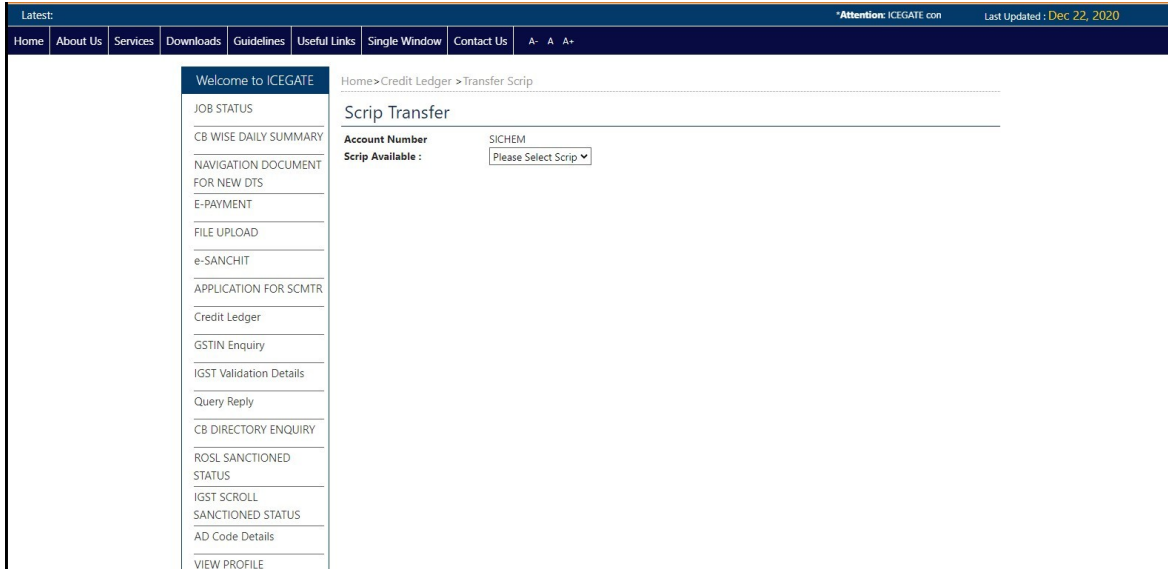 Latest: *Attention: ICEGATE con Last Updated : Dec 22, 2020
Home About Us Services Downloads Guidelines Useful Links Single Window Contact Us A- A A+
Welcome to ICEGATE
JOB STATUS
CB WISE DAILY SUMMARY
NAVIGATION DOCUMENT
FOR NEW DTS
E-PAYMENT
FILE UPLOAD
e-SANCHIT
APPLICATION FOR SCMTR
Credit Ledger
GSTIN Enquiry
IGST Validation Details
Query Reply
CB DIRECTORY ENQUIRY
ROSL SANCTIONED
STATUS
IGST SCROLL
SANCTIONED STATUS
AD Code Details
VIEW PROFILE
Home>Credit Ledger >Transfer Scrip
Scrip Transfer
Account Number SICHEM
Scrip Available : Please Select Scrip